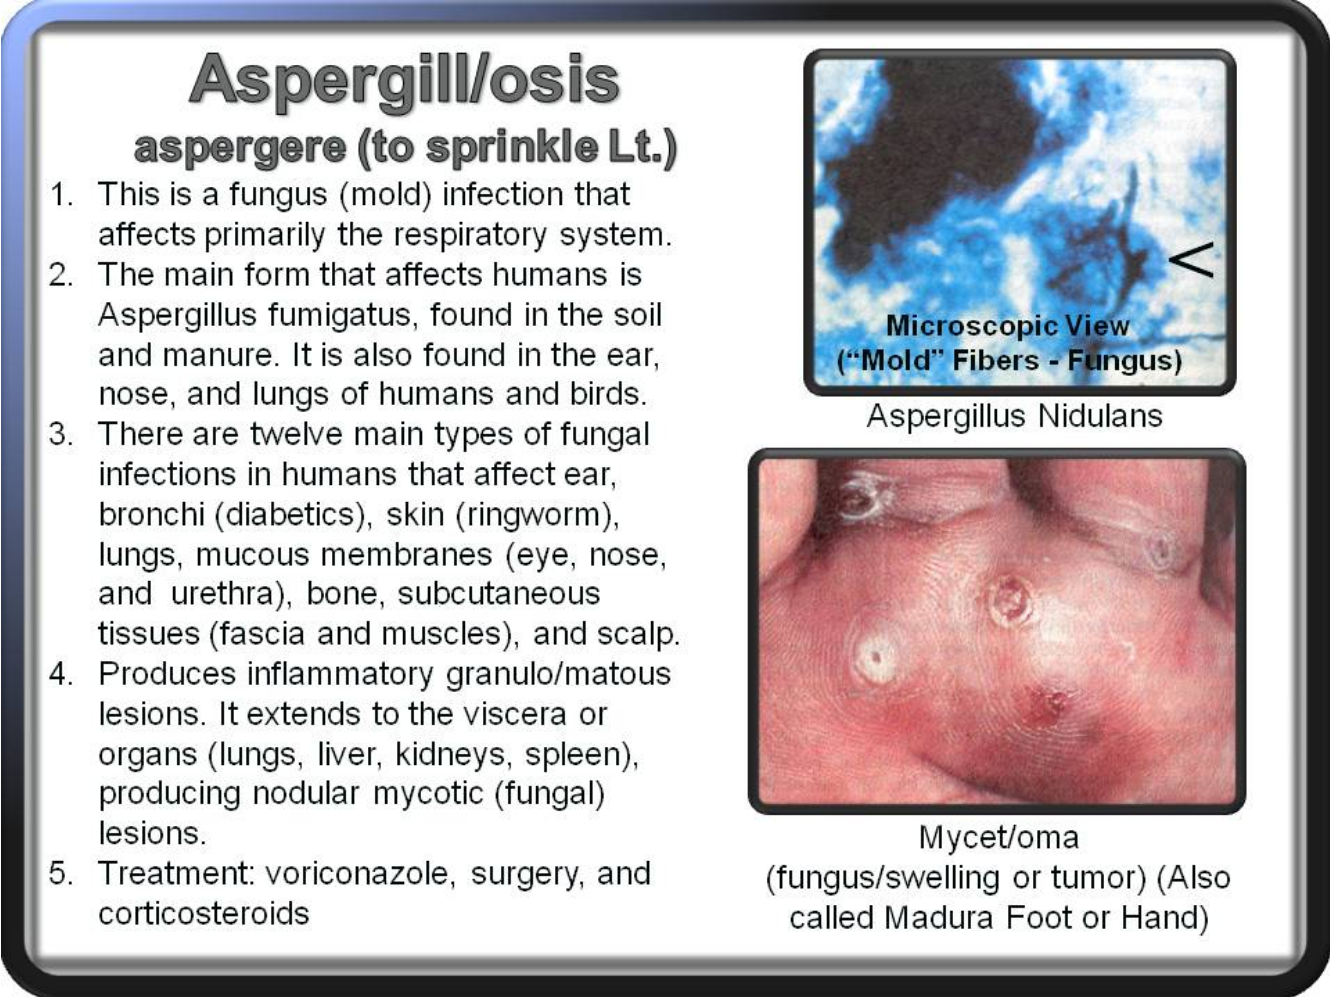 Aspergill/osis
aspergere (to sprinkle Lt.)
1. This is a fungus (mold) infection that
affects primarily the respiratory system.
2. The main form that affects humans is
Aspergillus fumigatus, found in the soil
and manure. It is also found in the ear,
nose, and lungs of humans and birds.
3. There are twelve main types of fungal
infections in humans that affect ear,
bronchi (diabetics), skin (ringworm),
lungs, mucous membranes (eye, nose,
and urethra), bone, subcutaneous
tissues (fascia and muscles), and scalp.
4. Produces inflammatory granulo/matous
lesions. It extends to the viscera or
organs (lungs, liver, kidneys, spleen),
producing nodular mycotic (fungal)
lesions.
5. Treatment: voriconazole, surgery, and
corticosteroids
<
Microscopic View
(“Mold” Fibers - Fungus)
Aspergillus Nidulans
Mycet/oma
(fungus/swelling or tumor) (Also
called Madura Foot or Hand)